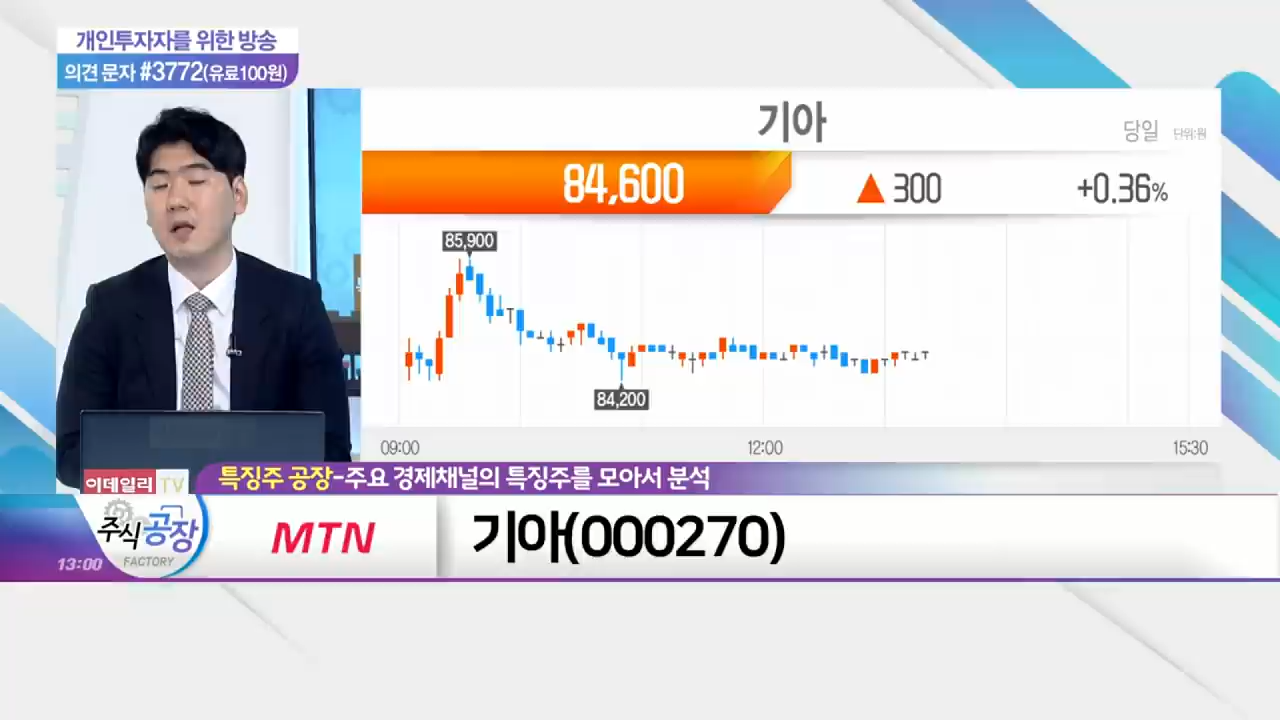 개인투자자를 위한 방송
의견 문자 #3772(유료100원)
기아
당일 단위:원
84,600 ▲300 +0.36%
85,900
84,200
09:00 12:00 15:30
이데일리 TV
특징주 공장-주요 경제채널의 특징주를 모아서 분석
주식공장
FACTORY
13:00
MTN
기아(000270)